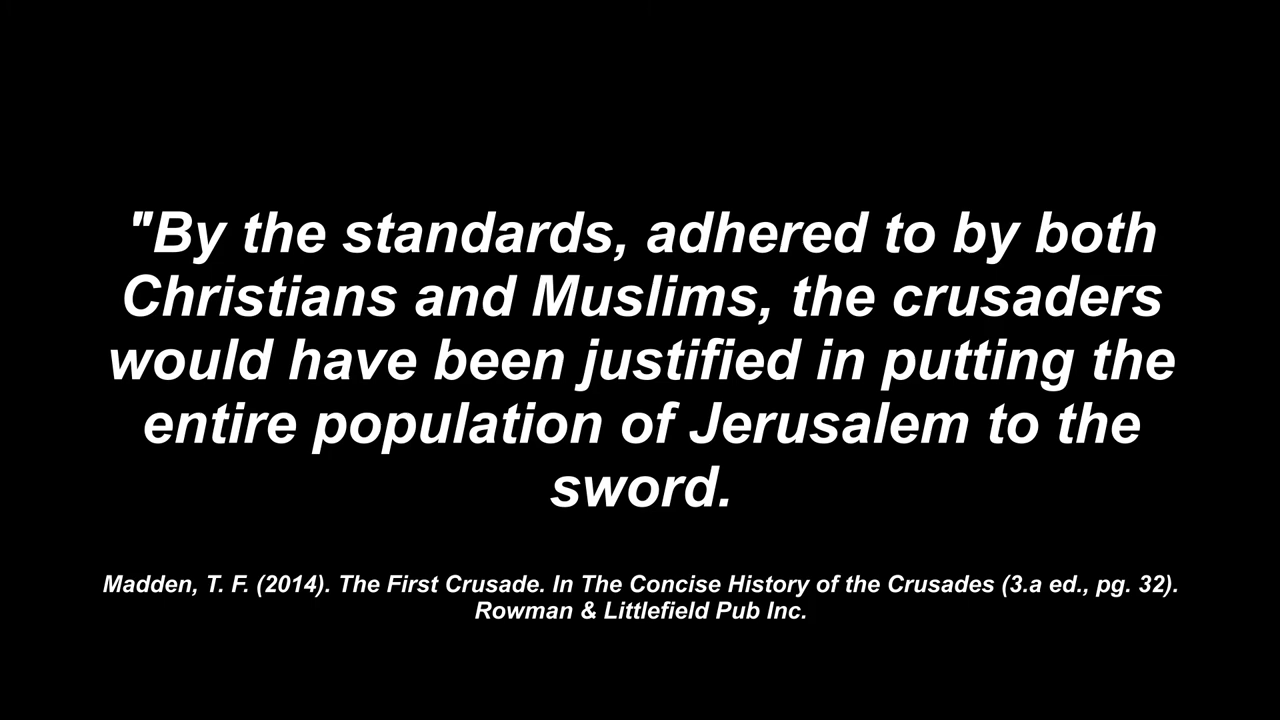 "By the standards, adhered to by both
Christians and Muslims, the crusaders
would have been justified in putting the
entire population of Jerusalem to the
sword.
Madden, T. F. (2014). The First Crusade. In The Concise History of the Crusades (3.a ed., pg. 32).
Rowman & Littlefield Pub Inc.